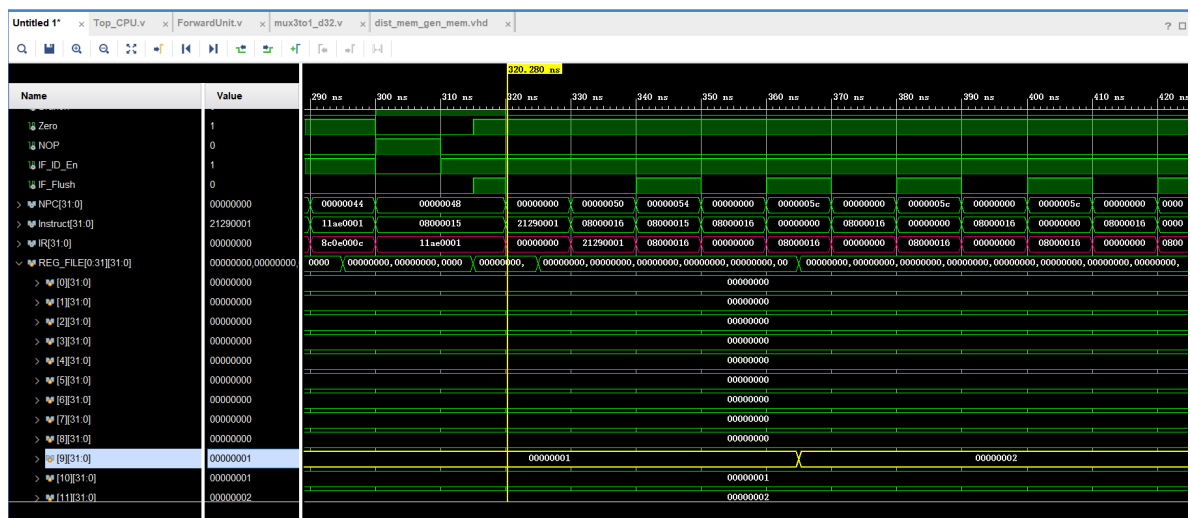 Untitled 1* × Top_CPU.v × ForwardUnit.v × mux3to1_d32.v × dist_mem_gen_mem.vhd ×
?
320.280 ns
Name Value 290 ns 300 ns 310 ns 320 ns 330 ns 340 ns 350 ns 360 ns 370 ns 380 ns 390 ns 400 ns 410 ns 420 ns
Zero 1
NOP 0
IF_ID_En 1
IF_Flush 0
NPC[31:0] 00000000 00000044 00000048 00000000 00000050 00000054 00000000 0000005c 00000000 0000005c 00000000 0000005c 00000000 0000
Instruct[31:0] 21290001 11ae0001 08000015 21290001 08000016 08000016 08000016 00000000 08000016 00000000 08000016 00000000 08000016 0000
IR[31:0] 00000000 8c0e000c 11ae0001 00000000 21290001 08000016 00000000 08000016 00000000 08000016 00000000 08000016 00000000 0800
REG_FILE[0:31][31:0] 00000000,00000000, 0000 00000000,00000000,0000 00000000, 00000000,00000000,00000000,00000000,00 00000000,00000000,00000000,00000000,00000000,00000000,
[0][31:0] 00000000 00000000
[1][31:0] 00000000 00000000
[2][31:0] 00000000 00000000
[3][31:0] 00000000 00000000
[4][31:0] 00000000 00000000
[5][31:0] 00000000 00000000
[6][31:0] 00000000 00000000
[7][31:0] 00000000 00000000
[8][31:0] 00000000 00000000
[9][31:0] 00000001 00000001 00000002
[10][31:0] 00000001 00000001
[11][31:0] 00000002 00000002